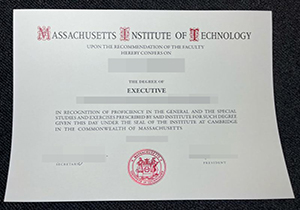 MASSACHUSETTS INSTITUTE OF TECHNOLOGY
UPON THE RECOMMENDATION OF THE FACULTY
HEREBY CONFERS ON
THE DEGREE OF
EXECUTIVE
IN RECOGNITION OF PROFICIENCY IN THE GENERAL AND THE SPECIAL
STUDIES AND EXERCISES PRESCRIBED BY SAID INSTITUTE FOR SUCH DEGREE
GIVEN THIS DAY UNDER THE SEAL OF THE INSTITUTE AT CAMBRIDGE
IN THE COMMONWEALTH OF MASSACHUSETTS
SECRETARY
PRESIDENT